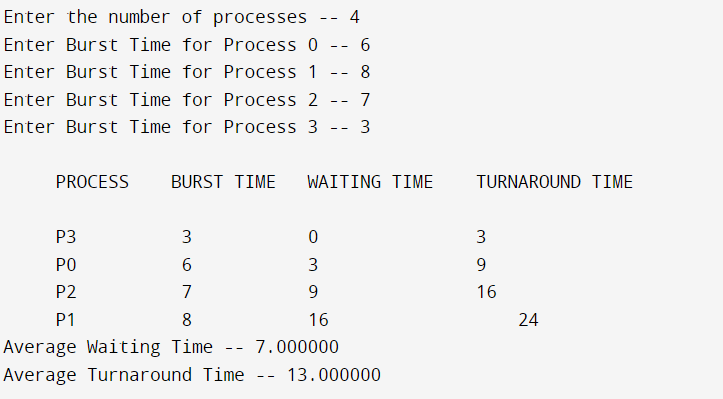 Enter the number of processes -- 4
Enter Burst Time for Process 0 -- 6
Enter Burst Time for Process 1 -- 8
Enter Burst Time for Process 2 -- 7
Enter Burst Time for Process 3 -- 3
PROCESS BURST TIME WAITING TIME TURNAROUND TIME
P3 3 0 3
P0 6 3 9
P2 7 9 16
P1 8 16 24
Average Waiting Time -- 7.000000
Average Turnaround Time -- 13.000000